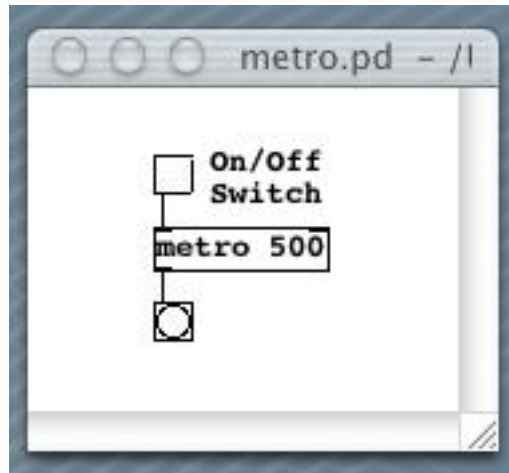 metro.pd – /l
On/Off
Switch
metro 500